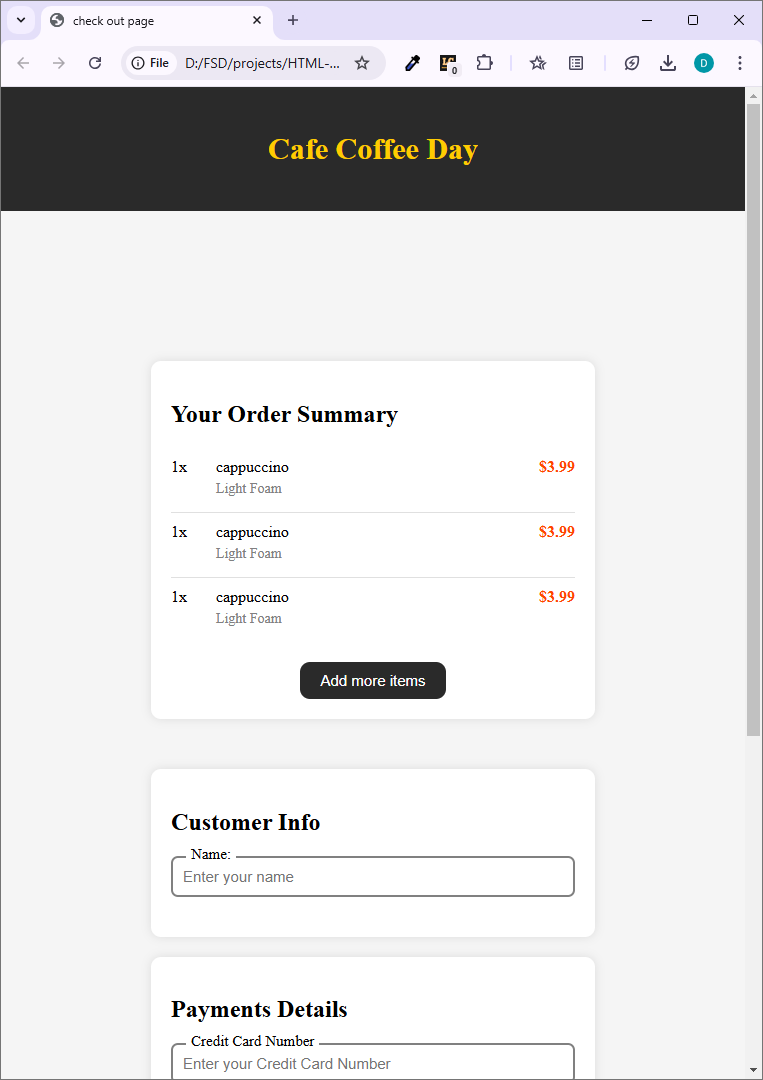 check out page
File D:/FSD/projects/HTML-...
0
D
Cafe Coffee Day
Your Order Summary
1x cappuccino $3.99
Light Foam
1x cappuccino $3.99
Light Foam
1x cappuccino $3.99
Light Foam
Add more items
Customer Info
Name:
Enter your name
Payments Details
Credit Card Number
Enter your Credit Card Number